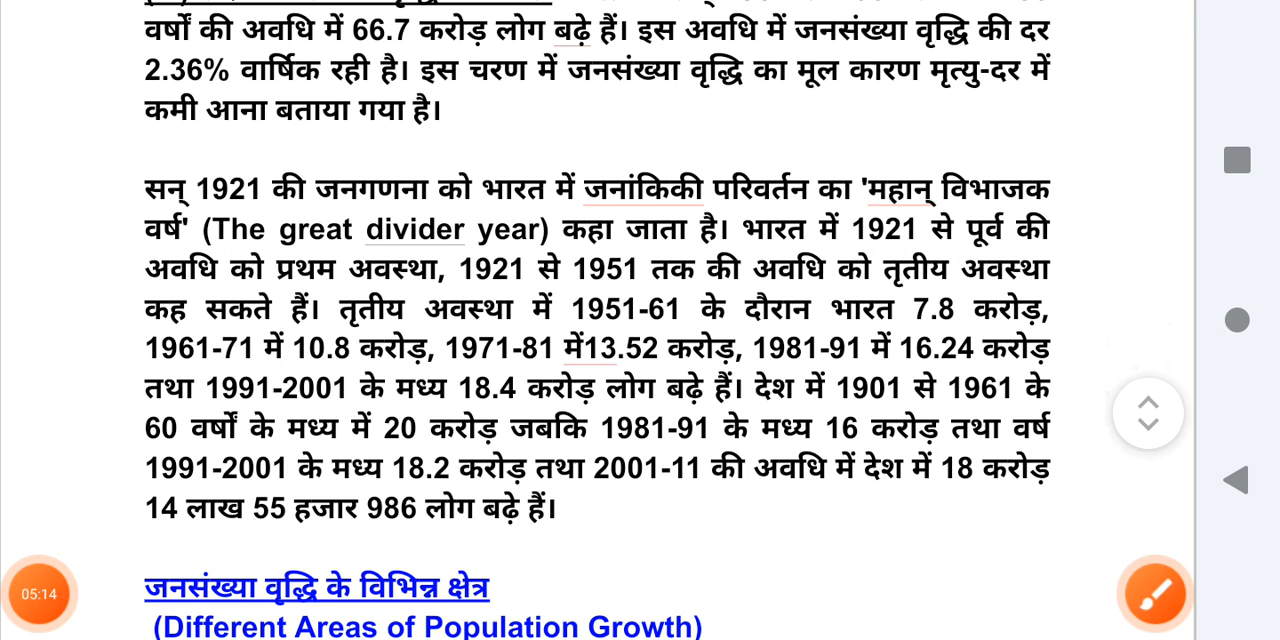 वर्षों की अवधि में 66.7 करोड़ लोग बढ़े हैं। इस अवधि में जनसंख्या वृद्धि की दर
2.36% वार्षिक रही है। इस चरण में जनसंख्या वृद्धि का मूल कारण मृत्यु-दर में
कमी आना बताया गया है।
सन् 1921 की जनगणना को भारत में जनांकिकी परिवर्तन का 'महान् विभाजक
वर्ष' (The great divider year) कहा जाता है। भारत में 1921 से पूर्व की
अवधि को प्रथम अवस्था, 1921 से 1951 तक की अवधि को तृतीय अवस्था
कह सकते हैं। तृतीय अवस्था में 1951-61 के दौरान भारत 7.8 करोड़,
1961-71 में 10.8 करोड़, 1971-81 में13.52 करोड़, 1981-91 में 16.24 करोड़
तथा 1991-2001 के मध्य 18.4 करोड़ लोग बढ़े हैं। देश में 1901 से 1961 के
60 वर्षों के मध्य में 20 करोड़ जबकि 1981-91 के मध्य 16 करोड़ तथा वर्ष
1991-2001 के मध्य 18.2 करोड़ तथा 2001-11 की अवधि में देश में 18 करोड़
14 लाख 55 हजार 986 लोग बढ़े हैं।
जनसंख्या वृद्धि के विभिन्न क्षेत्र
(Different Areas of Population Growth)
05:14